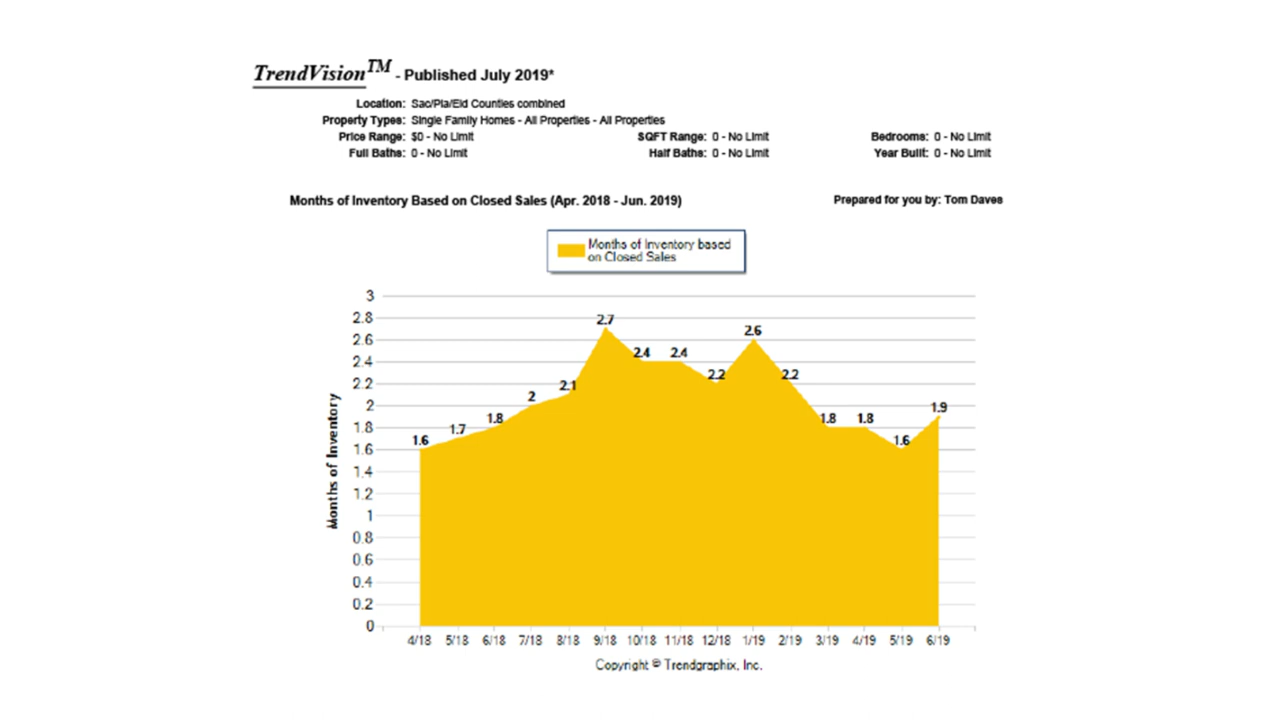 TrendVision™ - Published July 2019*
Location: Sac/Pla/Eld Counties combined
Property Types: Single Family Homes - All Properties - All Properties
Price Range: $0 - No Limit SQFT Range: 0 - No Limit Bedrooms: 0 - No Limit
Full Baths: 0 - No Limit Half Baths: 0 - No Limit Year Built: 0 - No Limit
Months of Inventory Based on Closed Sales (Apr. 2018 - Jun. 2019) Prepared for you by: Tom Daves
Months of Inventory based
on Closed Sales
Months of Inventory
3
2.8
2.6
2.4
2.2
2
1.8
1.6
1.4
1.2
1
0.8
0.6
0.4
0.2
0
1.6 1.7 1.8 2 2.1 2.7 2.4 2.4 2.2 2.6 2.2 1.8 1.8 1.6 1.9
4/18 5/18 6/18 7/18 8/18 9/18 10/18 11/18 12/18 1/19 2/19 3/19 4/19 5/19 6/19
Copyright © Trendgraphix, Inc.